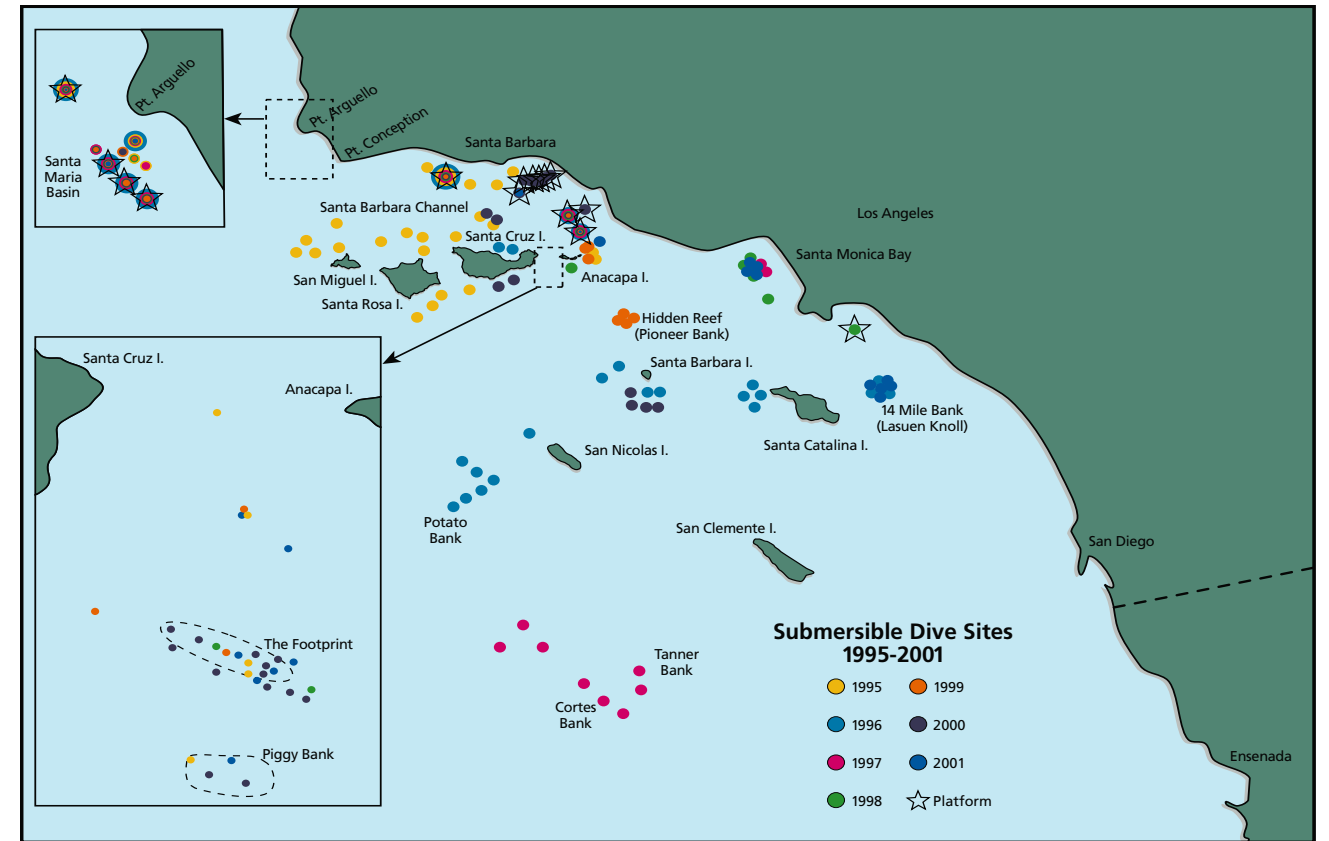 Pt. Arguello
Santa
Maria
Basin
Pt. Arguello
Pt. Conception
Santa Barbara
Santa Barbara Channel
Santa Cruz I.
San Miguel I.
Santa Rosa I.
Anacapa I.
Los Angeles
Santa Monica Bay
Hidden Reef
(Pioneer Bank)
Santa Barbara I.
14 Mile Bank
(Lasuen Knoll)
Santa Catalina I.
San Nicolas I.
Potato
Bank
San Clemente I.
San Diego
Tanner
Bank
Cortes
Bank
Ensenada
Santa Cruz I.
Anacapa I.
The Footprint
Piggy Bank
Submersible Dive Sites
1995-2001
1995
1999
1996
2000
1997
2001
1998
Platform